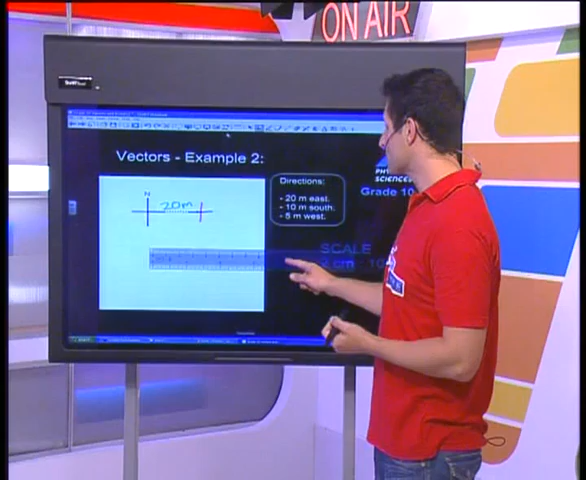 ON AIR
Vectors - Example 2:
N
20m
Directions:
- 20 m east.
- 10 m south.
- 5 m west.
Grade 10
SCALE